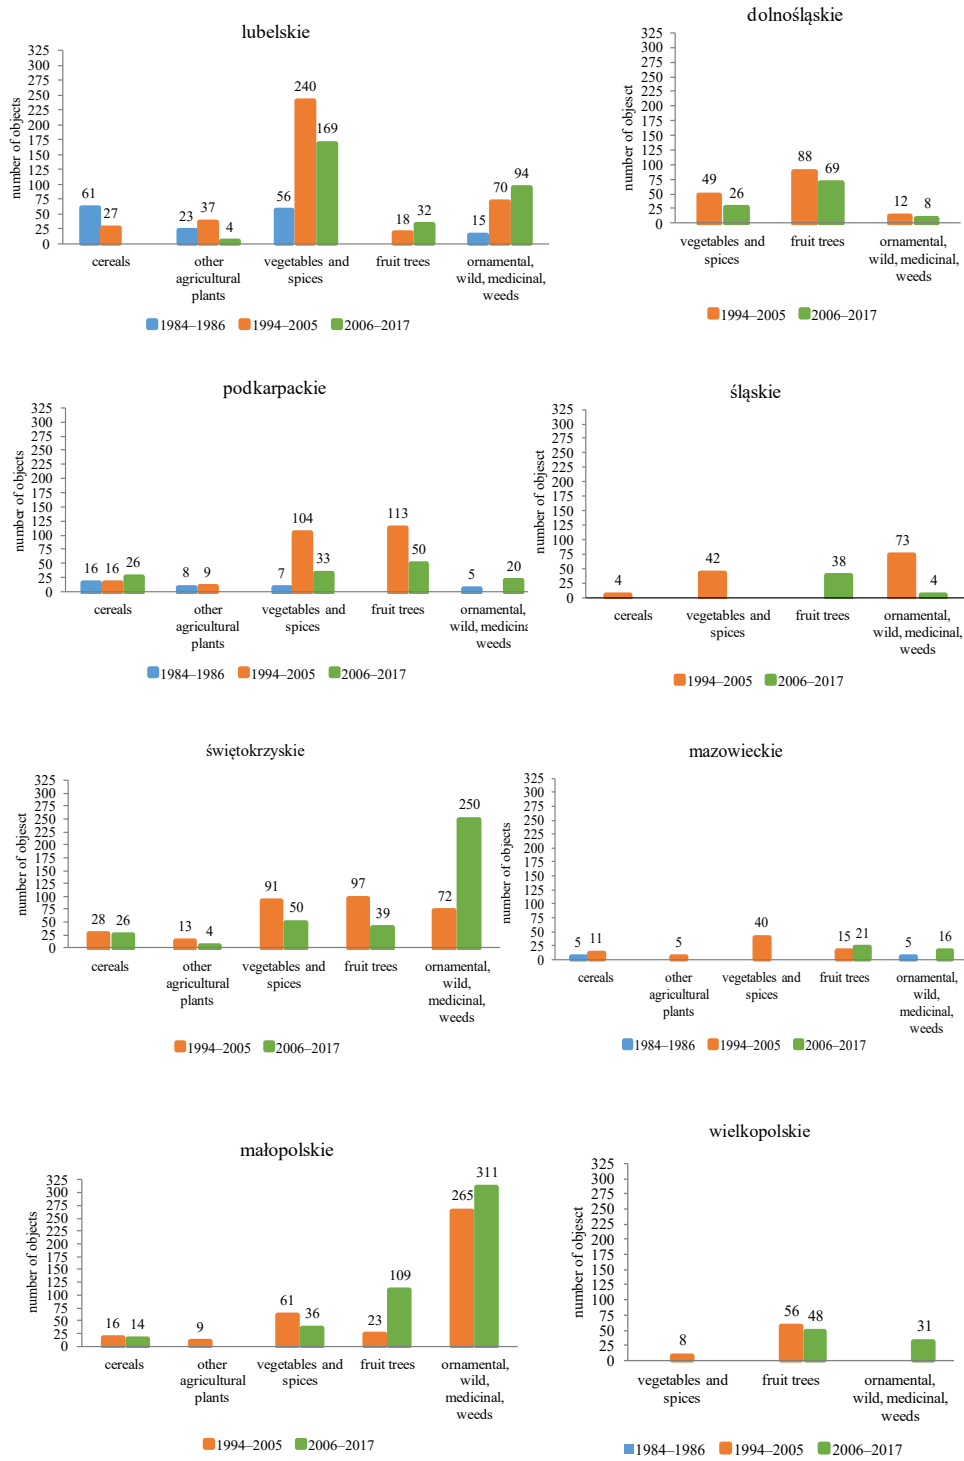 lubelskie
number of objects
325
300
275
250
225
200
175
150
125
100
75
50
25
0
61 27
23 37 4
56 240 169
18 32
15 70 94
cereals
other
agricultural
plants
vegetables and
spices
fruit trees
ornamental,
wild, medicinal,
weeds
1984–1986 1994–2005 2006–2017
dolnośląskie
number of objesct
325
300
275
250
225
200
175
150
125
100
75
50
25
0
49 26
88 69
12 8
vegetables and
spices
fruit trees
ornamental,
wild, medicinal,
weeds
1994–2005 2006–2017
podkarpackie
number of objects
325
300
275
250
225
200
175
150
125
100
75
50
25
0
16 16 26
8 9
7 104 33
113 50
5 20
cereals
other
agricultural
plants
vegetables and
spices
fruit trees
ornamental,
wild, medicina
weeds
1984–1986 1994–2005 2006–2017
śląskie
number of objesct
325
300
275
250
225
200
175
150
125
100
75
50
25
0
4
42
38
73 4
cereals
vegetables and
spices
fruit trees
ornamental,
wild, medicinal,
weeds
1994–2005 2006–2017
świętokrzyskie
number of objesct
325
300
275
250
225
200
175
150
125
100
75
50
25
0
28 26
13 4
91 50
97 39
72 250
cereals
other
agricultural
plants
vegetables and
spices
fruit trees
ornamental,
wild,
medicinal,
weeds
1994–2005 2006–2017
mazowieckie
number of objects
325
300
275
250
225
200
175
150
125
100
75
50
25
0
5 11
5
40
15 21
5 16
cereals
other
agricultural
plants
vegetables and
spices
fruit trees
ornamental,
wild,
medicinal,
weeds
1984–1986 1994–2005 2006–2017
małopolskie
number of objects
325
300
275
250
225
200
175
150
125
100
75
50
25
0
16 14
9
61 36
23 109
265 311
cereals
other
agricultural
plants
vegetables and
spices
fruit trees
ornamental,
wild,
medicinal,
weeds
1994–2005 2006–2017
wielkopolskie
number of objesct
325
300
275
250
225
200
175
150
125
100
75
50
25
0
8
56 48
31
vegetables and
spices
fruit trees
ornamental,
wild, medicinal,
weeds
1984–1986 1994–2005 2006–2017